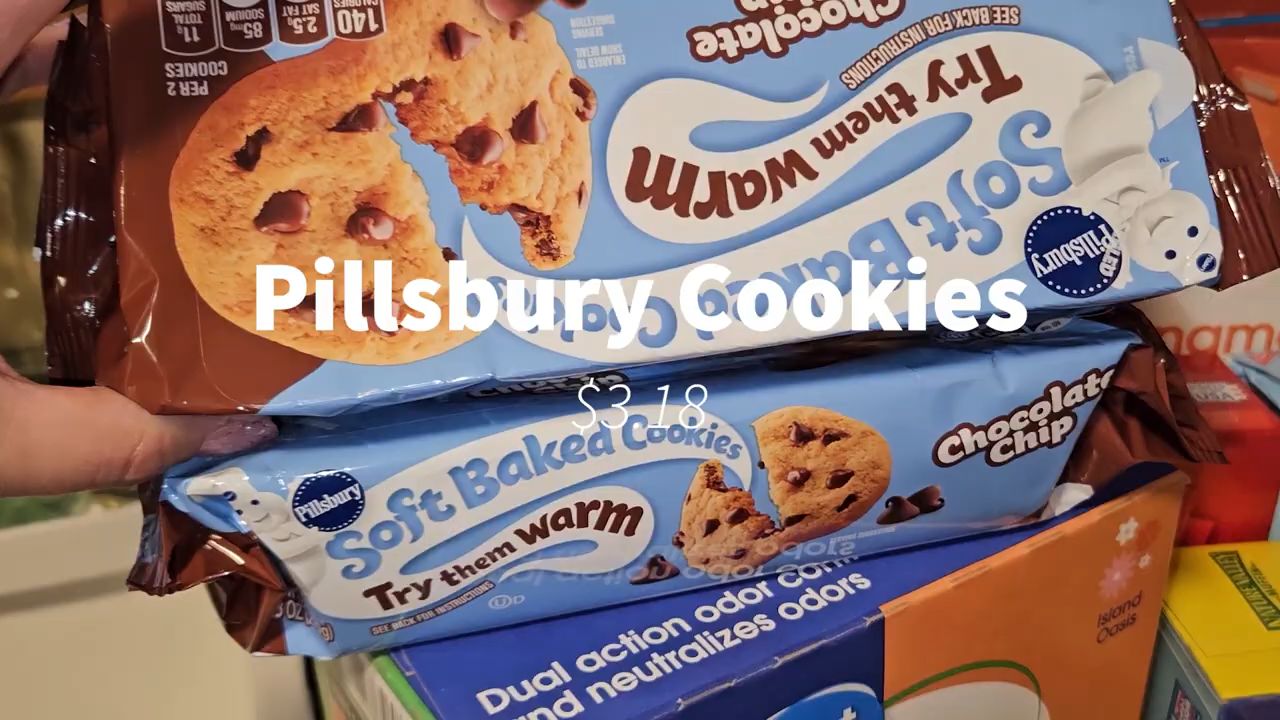 140
CALORIES
2.5g
SAT FAT
85mg
SODIUM
11g
TOTAL
SUGARS
PER 2
COOKIES
ENLARGED TO
SHOW DETAIL
SERVING
SUGGESTION
Chocolate
Chip
SEE BACK FOR INSTRUCTIONS
Try them warm
Soft Baked Cookies
Pillsbury
Pillsbury Cookies
$3.18
Pillsbury
Soft Baked Cookies
Try them warm
SEE BACK FOR INSTRUCTIONS
Chocolate
Chip
Dual action odor
and neutralizes odors
Island
Oasis
USA